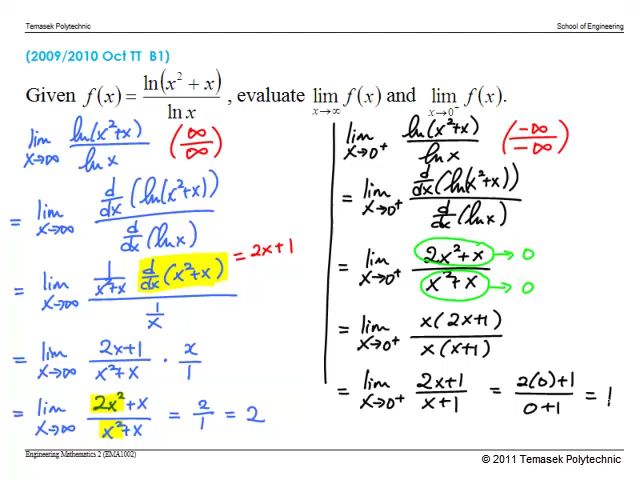 Temasek Polytechnic
School of Engineering
(2009/2010 Oct TT B1)
Given f(x) = ln(x² + x) / ln x , evaluate lim x→∞ f(x) and lim x→0⁺ f(x).
lim x→∞ ln(x²+x) / ln x (∞/∞)
= lim x→∞ d/dx (ln(x²+x)) / d/dx (ln x)
= lim x→∞ 1/(x²+x) d/dx (x²+x) / 1/x = 2x+1
= lim x→∞ (2x+1)/(x²+x) · x/1
= lim x→∞ (2x²+x)/(x²+x) = 2/1 = 2
lim x→0⁺ ln(x²+x) / ln x (-∞/-∞)
= lim x→0⁺ d/dx (ln(x²+x)) / d/dx (ln x)
= lim x→0⁺ (2x²+x → 0) / (x²+x → 0)
= lim x→0⁺ x(2x+1) / x(x+1)
= lim x→0⁺ (2x+1)/(x+1) = (2(0)+1)/(0+1) = 1
Engineering Mathematics 2 (EMA1002)
© 2011 Temasek Polytechnic